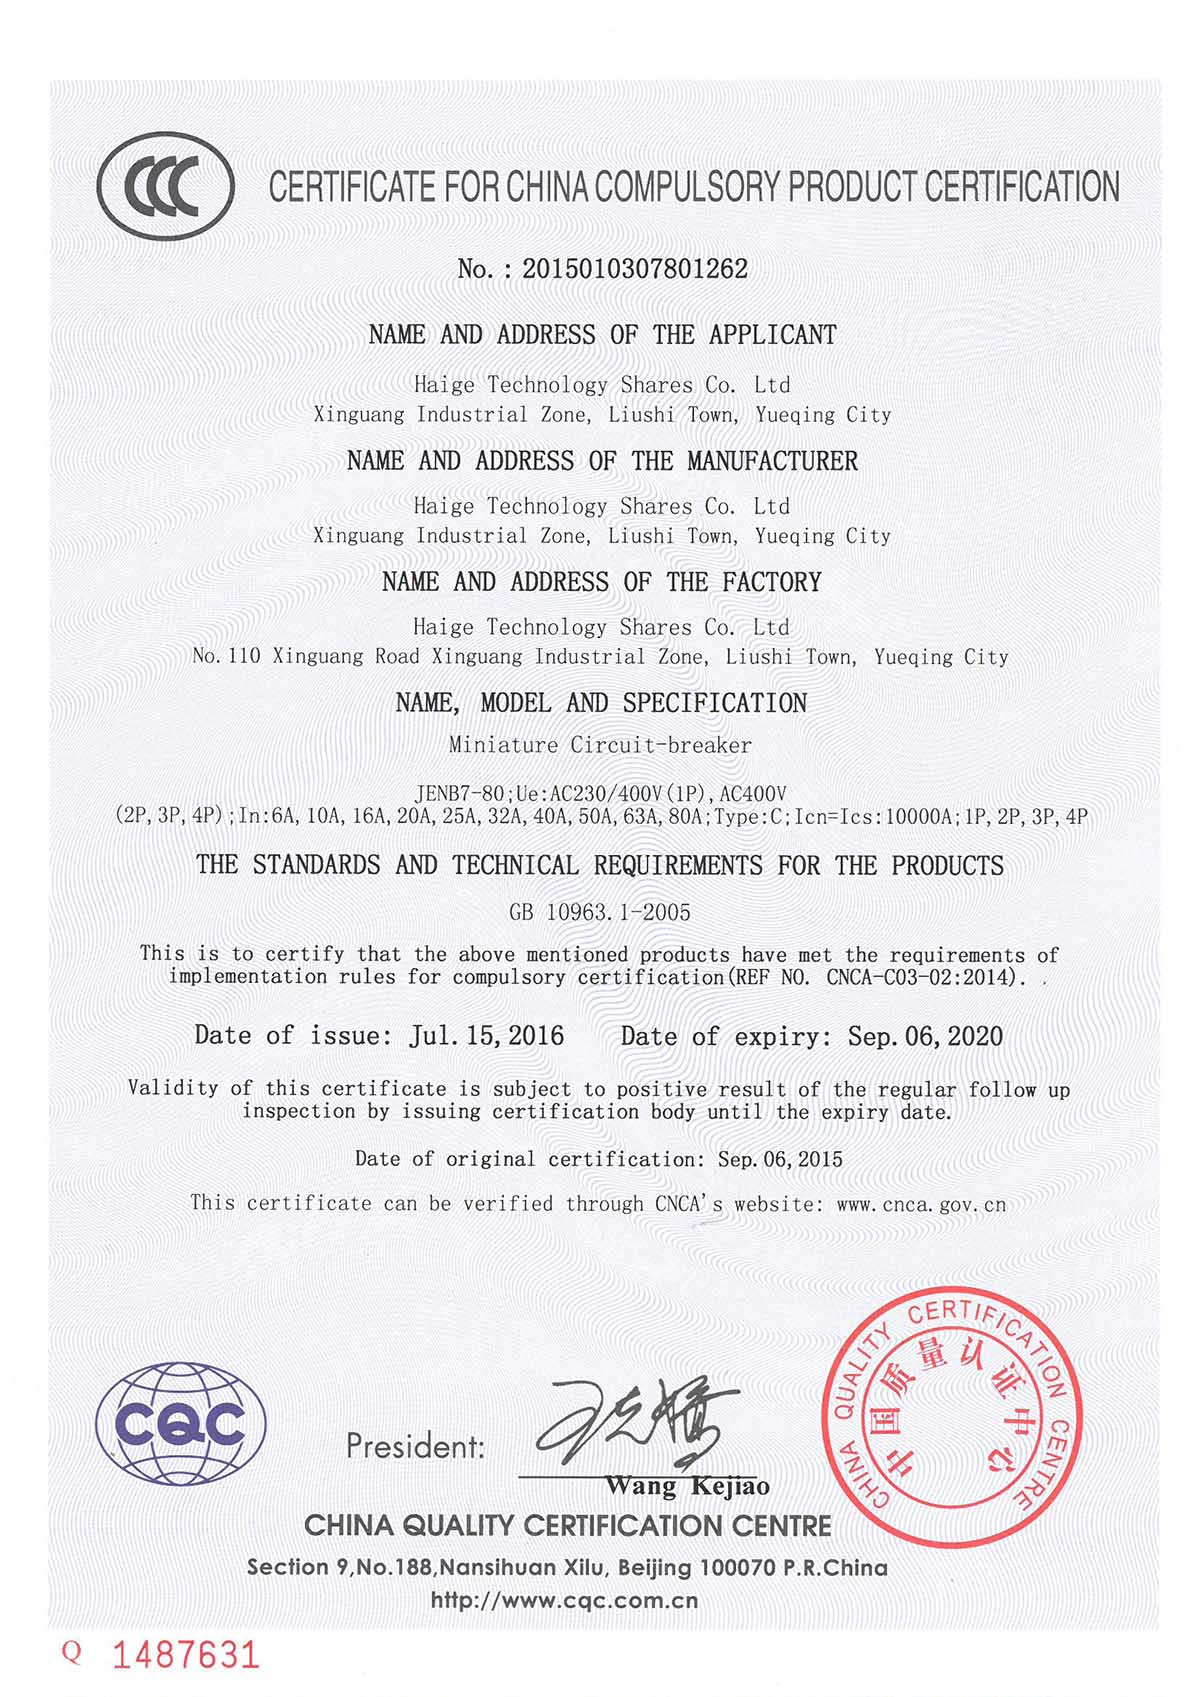 CCC
CERTIFICATE FOR CHINA COMPULSORY PRODUCT CERTIFICATION
No. : 2015010307801262
NAME AND ADDRESS OF THE APPLICANT
Haige Technology Shares Co. Ltd
Xinguang Industrial Zone, Liushi Town, Yueqing City
NAME AND ADDRESS OF THE MANUFACTURER
Haige Technology Shares Co. Ltd
Xinguang Industrial Zone, Liushi Town, Yueqing City
NAME AND ADDRESS OF THE FACTORY
Haige Technology Shares Co. Ltd
No.110 Xinguang Road Xinguang Industrial Zone, Liushi Town, Yueqing City
NAME, MODEL AND SPECIFICATION
Miniature Circuit-breaker
JENB7-80;Ue:AC230/400V(1P),AC400V
(2P,3P,4P);In:6A,10A,16A,20A,25A,32A,40A,50A,63A,80A;Type:C;Icn=Ics:10000A;1P,2P,3P,4P
THE STANDARDS AND TECHNICAL REQUIREMENTS FOR THE PRODUCTS
GB 10963.1-2005
This is to certify that the above mentioned products have met the requirements of
implementation rules for compulsory certification(REF NO. CNCA-C03-02:2014).
Date of issue: Jul.15,2016 Date of expiry: Sep.06,2020
Validity of this certificate is subject to positive result of the regular follow up
inspection by issuing certification body until the expiry date.
Date of original certification: Sep.06,2015
This certificate can be verified through CNCA's website: www.cnca.gov.cn
CHINA QUALITY CERTIFICATION CENTRE
中国质量认证中心
CQC
President:
Wang Kejiao
CHINA QUALITY CERTIFICATION CENTRE
Section 9,No.188,Nansihuan Xilu, Beijing 100070 P.R.China
http://www.cqc.com.cn
Q 1487631